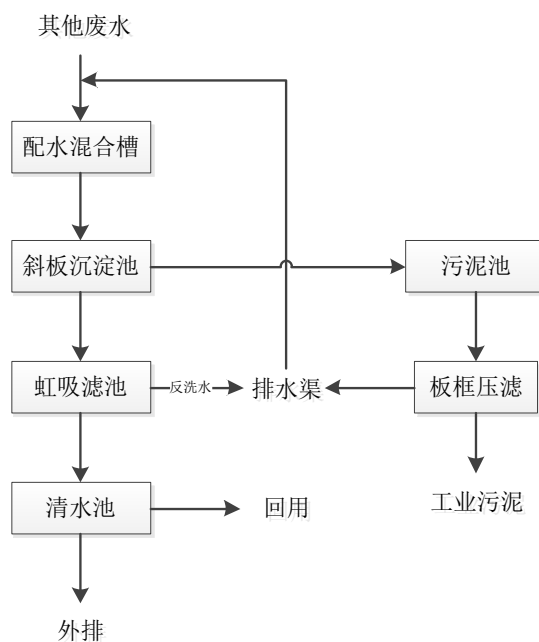 其他废水
配水混合槽
斜板沉淀池
污泥池
虹吸滤池
反洗水
排水渠
板框压滤
清水池
回用
工业污泥
外排